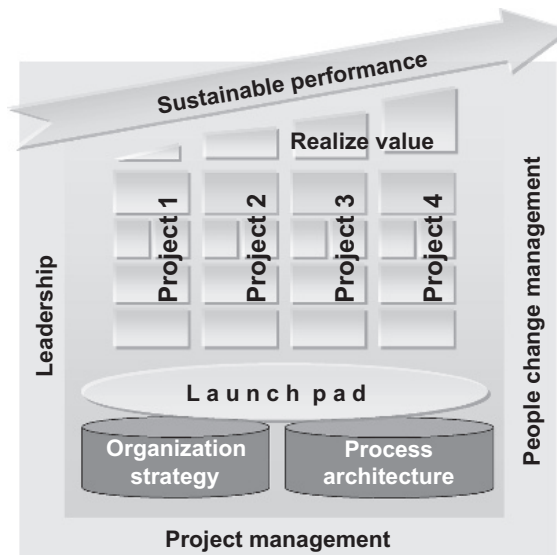 Sustainable performance
Realize value
Project 1
Project 2
Project 3
Project 4
Leadership
People change management
Launch pad
Organization
strategy
Process
architecture
Project management